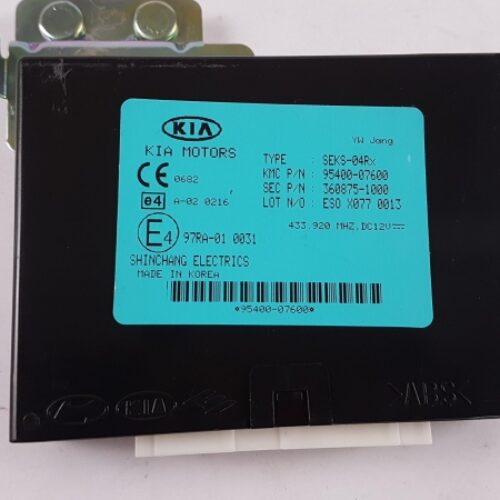 KIA
YW Jang
KIA MOTORS
TYPE : SEKS-04Rx
KMC P/N : 95400-07600
CE 0682
SEC P/N : 360875-1000
e4 A-02 0216
LOT N/O : ESO X077 0013
E4 97RA-01 0031
433.920 MHZ.DC12V
SHINCHANG ELECTRICS
MADE IN KOREA
*95400-07600*
KIA
>ABS<